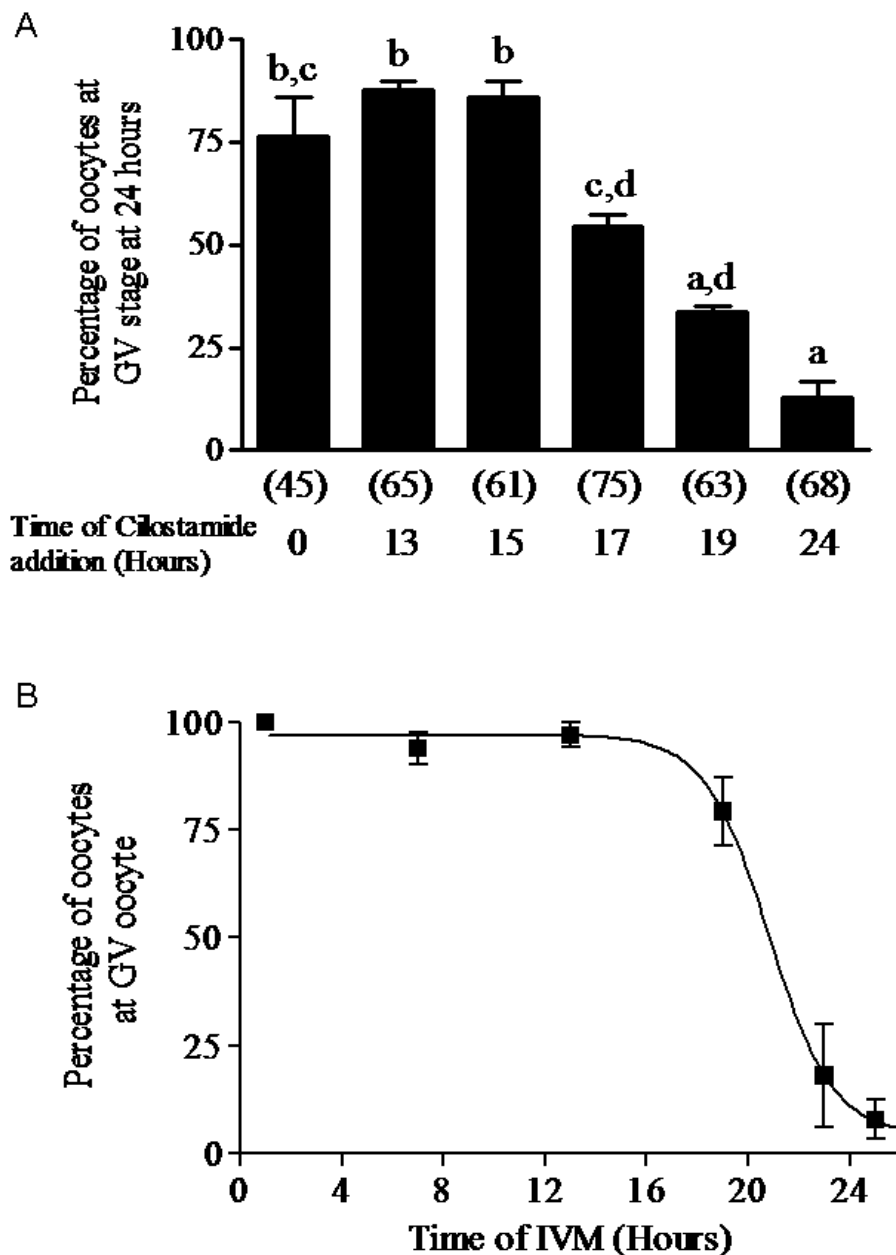 A
Percentage of oocytes at
GV stage at 24 hours
100
75
50
25
0
b,c
b
b
c,d
a,d
a
(45) (65) (61) (75) (63) (68)
Time of Cilostamide
addition (Hours)
0 13 15 17 19 24
B
Percentage of oocytes
at GV oocyte
100
75
50
25
0
0 4 8 12 16 20 24
Time of IVM (Hours)